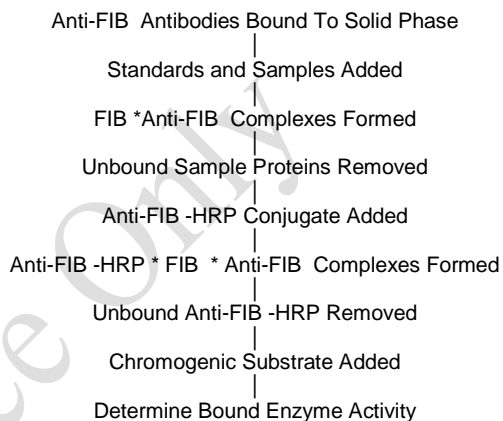 Anti-FIB Antibodies Bound To Solid Phase
Standards and Samples Added
FIB *Anti-FIB Complexes Formed
Unbound Sample Proteins Removed
Anti-FIB -HRP Conjugate Added
Anti-FIB -HRP * FIB * Anti-FIB Complexes Formed
Unbound Anti-FIB -HRP Removed
Chromogenic Substrate Added
Determine Bound Enzyme Activity
ce Only